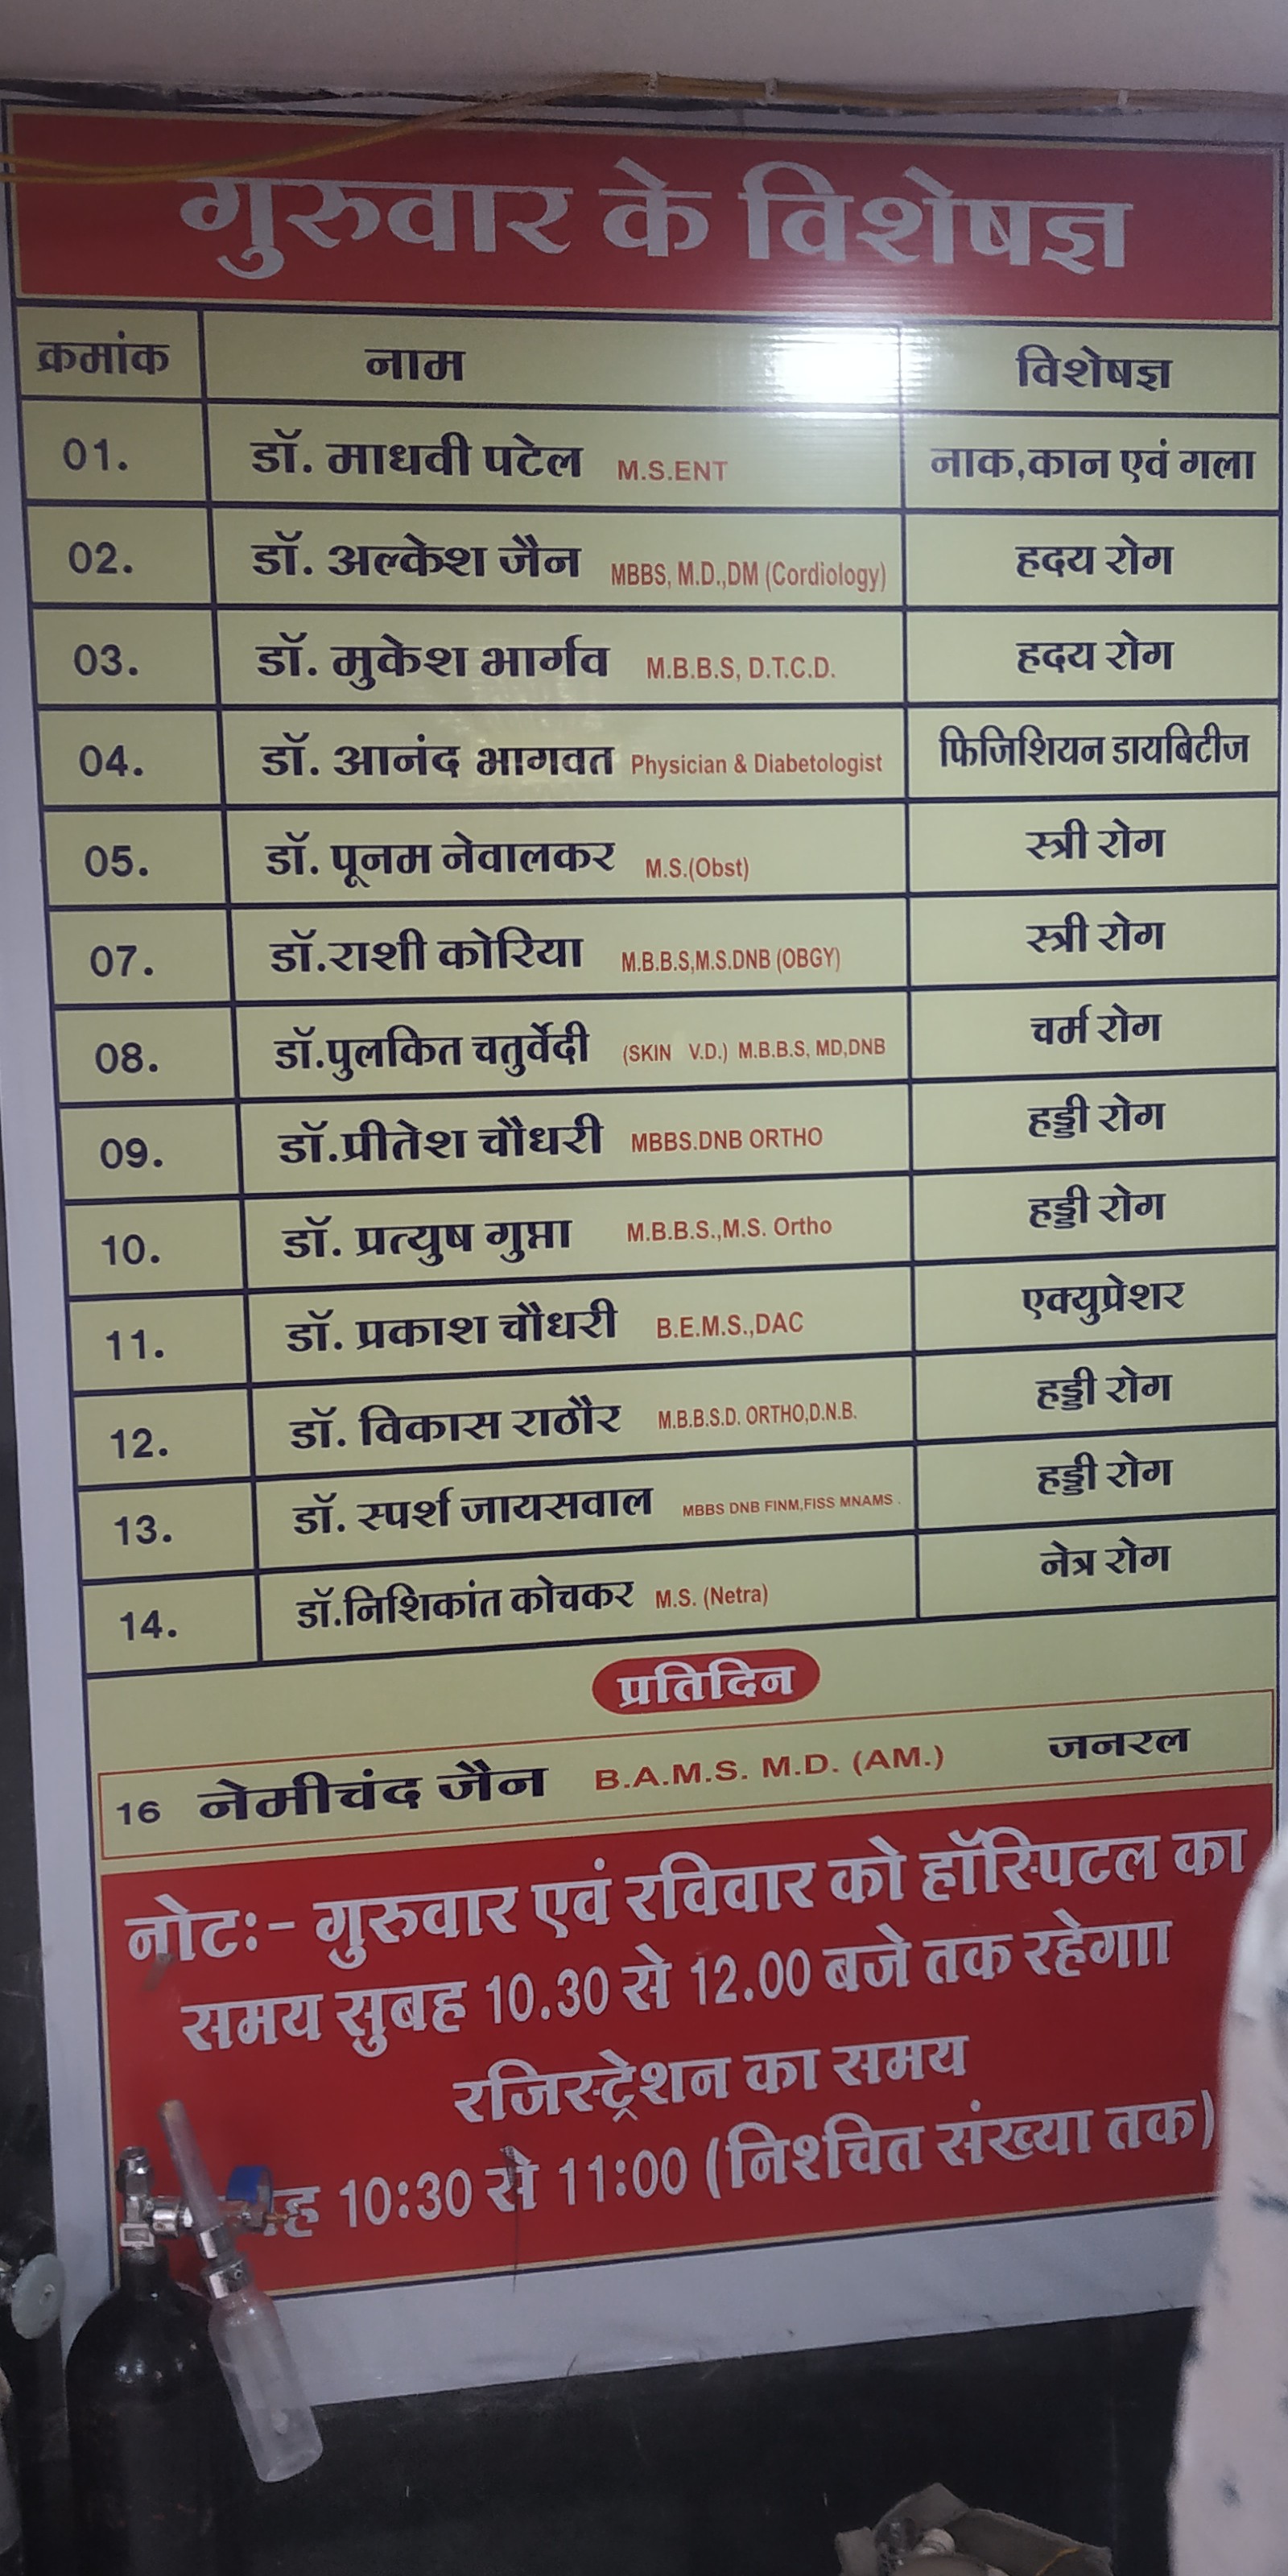 गुरुवार के विशेषज्ञ
क्रमांक नाम विशेषज्ञ
01. डॉ. माधवी पटेल M.S.ENT नाक,कान एवं गला
02. डॉ. अल्केश जैन MBBS, M.D.,DM (Cordiology) हदय रोग
03. डॉ. मुकेश भार्गव M.B.B.S, D.T.C.D. हदय रोग
04. डॉ. आनंद भागवत Physician & Diabetologist फिजिशियन डायबिटीज
05. डॉ. पूनम नेवालकर M.S.(Obst) स्त्री रोग
07. डॉ.राशी कोरिया M.B.B.S,M.S.DNB (OBGY) स्त्री रोग
08. डॉ.पुलकित चतुर्वेदी (SKIN V.D.) M.B.B.S, MD,DNB चर्म रोग
09. डॉ.प्रीतेश चौधरी MBBS.DNB ORTHO हड्डी रोग
10. डॉ. प्रत्युष गुप्ता M.B.B.S.,M.S. Ortho हड्डी रोग
11. डॉ. प्रकाश चौधरी B.E.M.S.,DAC एक्युप्रेशर
12. डॉ. विकास राठौर M.B.B.S.D. ORTHO,D.N.B. हड्डी रोग
13. डॉ. स्पर्श जायसवाल MBBS DNB FINM,FISS MNAMS . हड्डी रोग
14. डॉ.निशिकांत कोचकर M.S. (Netra) नेत्र रोग
प्रतिदिन
16 नेमीचंद जैन B.A.M.S. M.D. (AM.) जनरल
नोटः- गुरुवार एवं रविवार को हॉस्पिटल का
समय सुबह 10.30 से 12.00 बजे तक रहेगाा
रजिस्ट्रेशन का समय
10:30 से 11:00 (निश्चित संख्या तक)